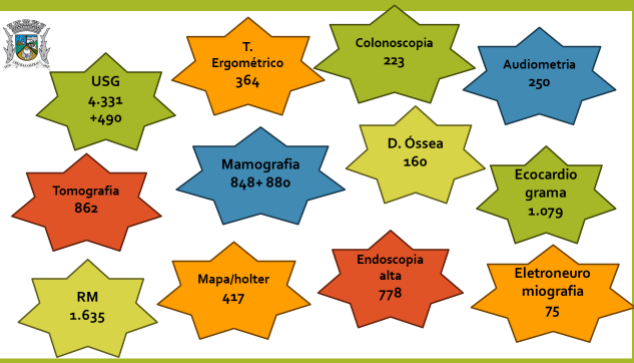 T.
Ergométrico
364
Colonoscopia
223
Audiometria
250
USG
4.331
+490
Mamografia
848+ 880
D. Óssea
160
Ecocardio
grama
1.079
Tomografia
862
RM
1.635
Mapa/holter
417
Endoscopia
alta
778
Eletroneuro
miografia
75